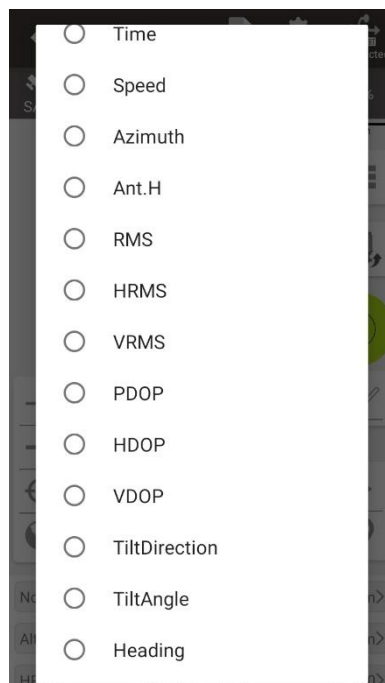 Time
Speed
Azimuth
Ant.H
RMS
HRMS
VRMS
PDOP
HDOP
VDOP
TiltDirection
TiltAngle
Heading